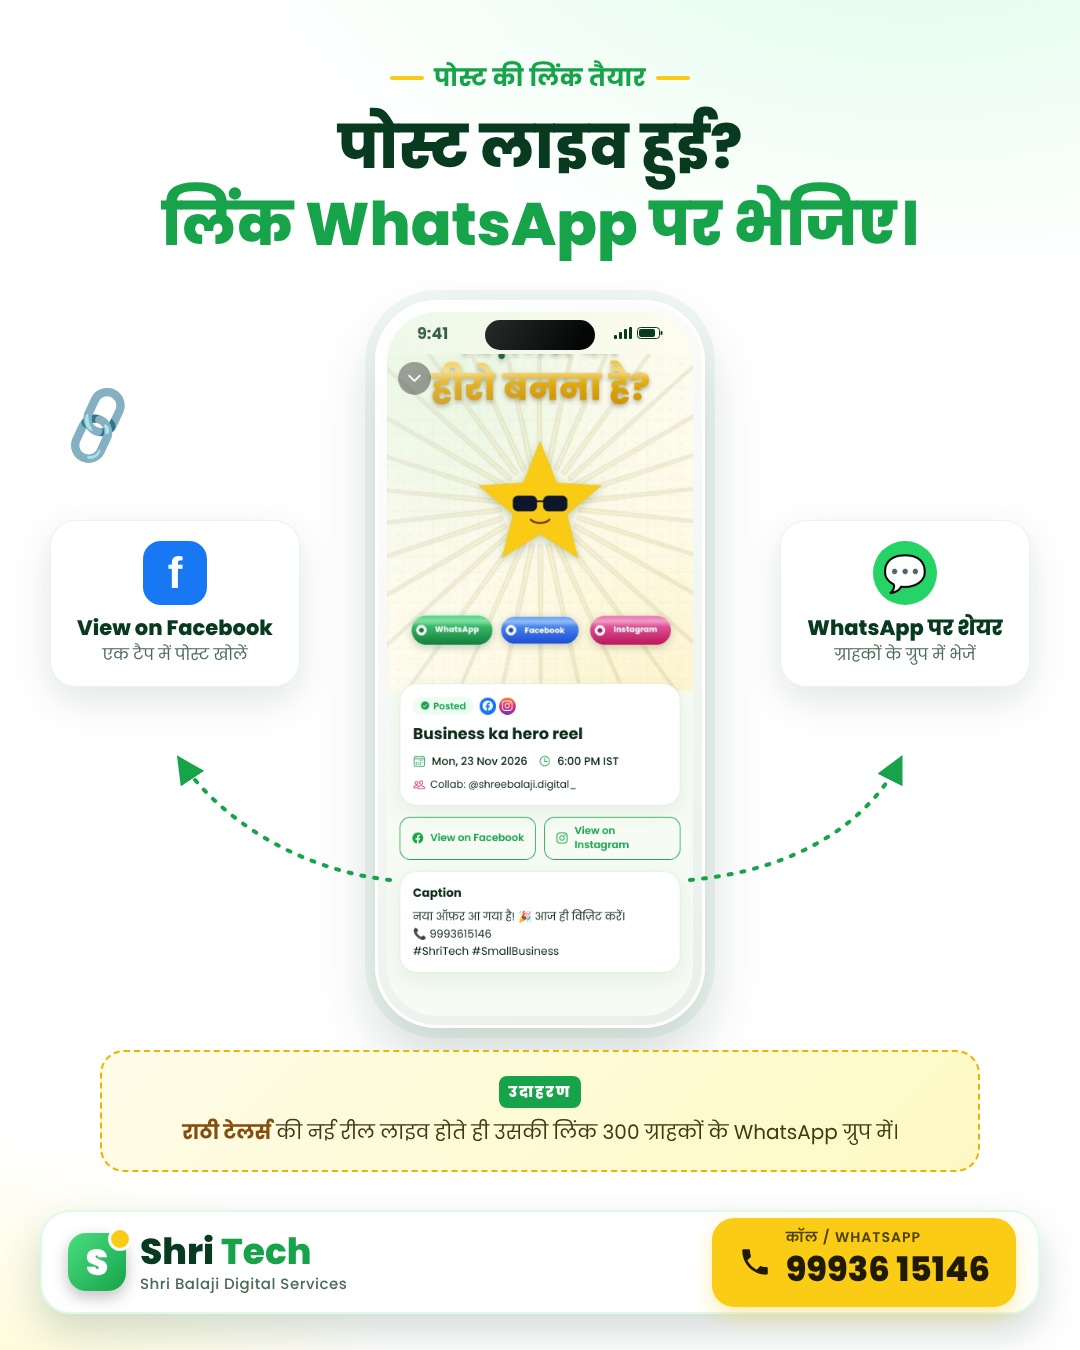 पोस्ट की लिंक तैयार
पोस्ट लाइव हुई?
लिंक WhatsApp पर भेजिए।
9:41
हीरो बनना है?
WhatsApp
Facebook
Instagram
Posted
Business ka hero reel
Mon, 23 Nov 2026
6:00 PM IST
Collab: @shreebalaji.digital_
View on Facebook
View on
Instagram
Caption
नया ऑफ़र आ गया है! 🎉 आज ही विज़िट करें।
📞 9993615146
#ShriTech #SmallBusiness
f
View on Facebook
एक टैप में पोस्ट खोलें
WhatsApp पर शेयर
ग्राहकों के ग्रुप में भेजें
उदाहरण
राठी टेलर्स की नई रील लाइव होते ही उसकी लिंक 300 ग्राहकों के WhatsApp ग्रुप में।
S
Shri Tech
Shri Balaji Digital Services
कॉल / WHATSAPP
99936 15146